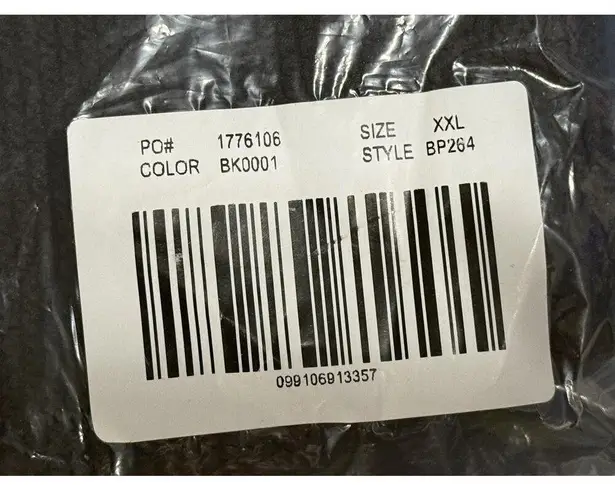 PO# 1776106 SIZE XXL
COLOR BK0001 STYLE BP264
099106913357